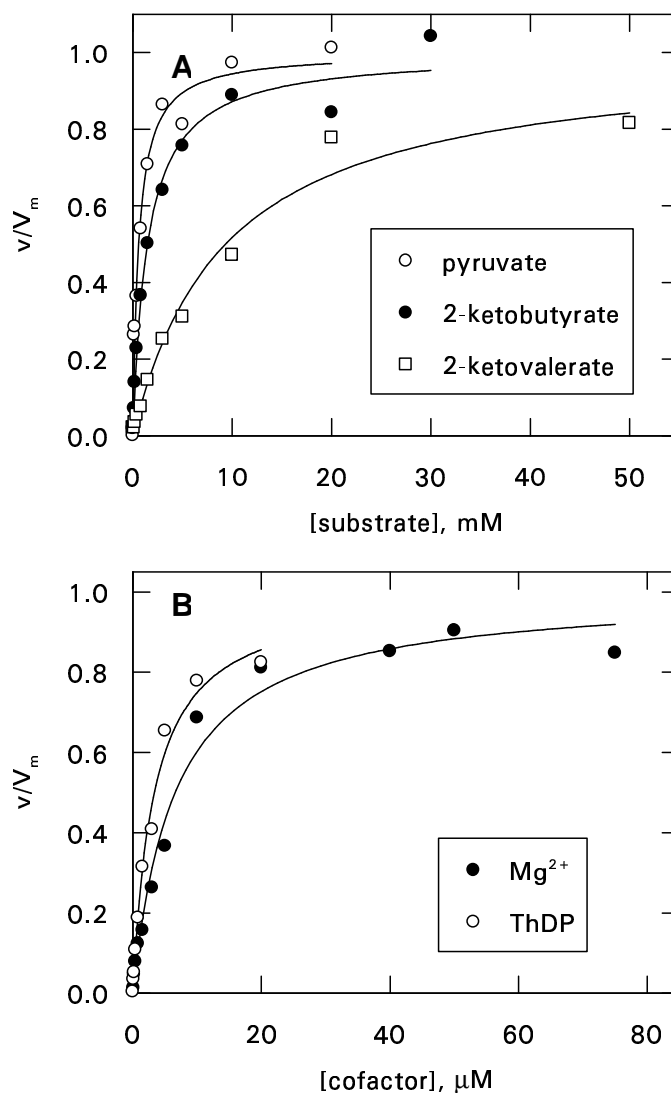 A
1.0
0.8
0.6
0.4
0.2
0.0
v/Vm
pyruvate
2-ketobutyrate
2-ketovalerate
0 10 20 30 40 50
[substrate], mM
B
1.0
0.8
0.6
0.4
0.2
0.0
v/Vm
Mg²⁺
ThDP
0 20 40 60 80
[cofactor], μM